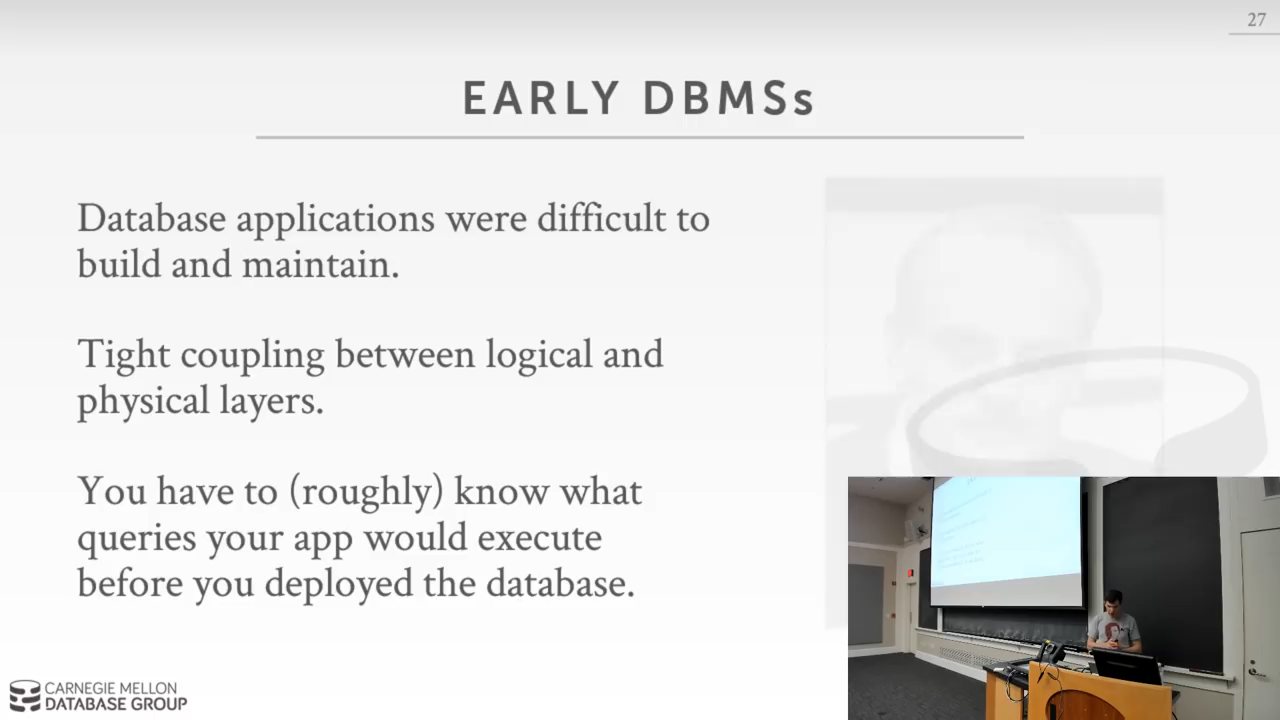 27
EARLY DBMSs
Database applications were difficult to
build and maintain.
Tight coupling between logical and
physical layers.
You have to (roughly) know what
queries your app would execute
before you deployed the database.
CARNEGIE MELLON
DATABASE GROUP